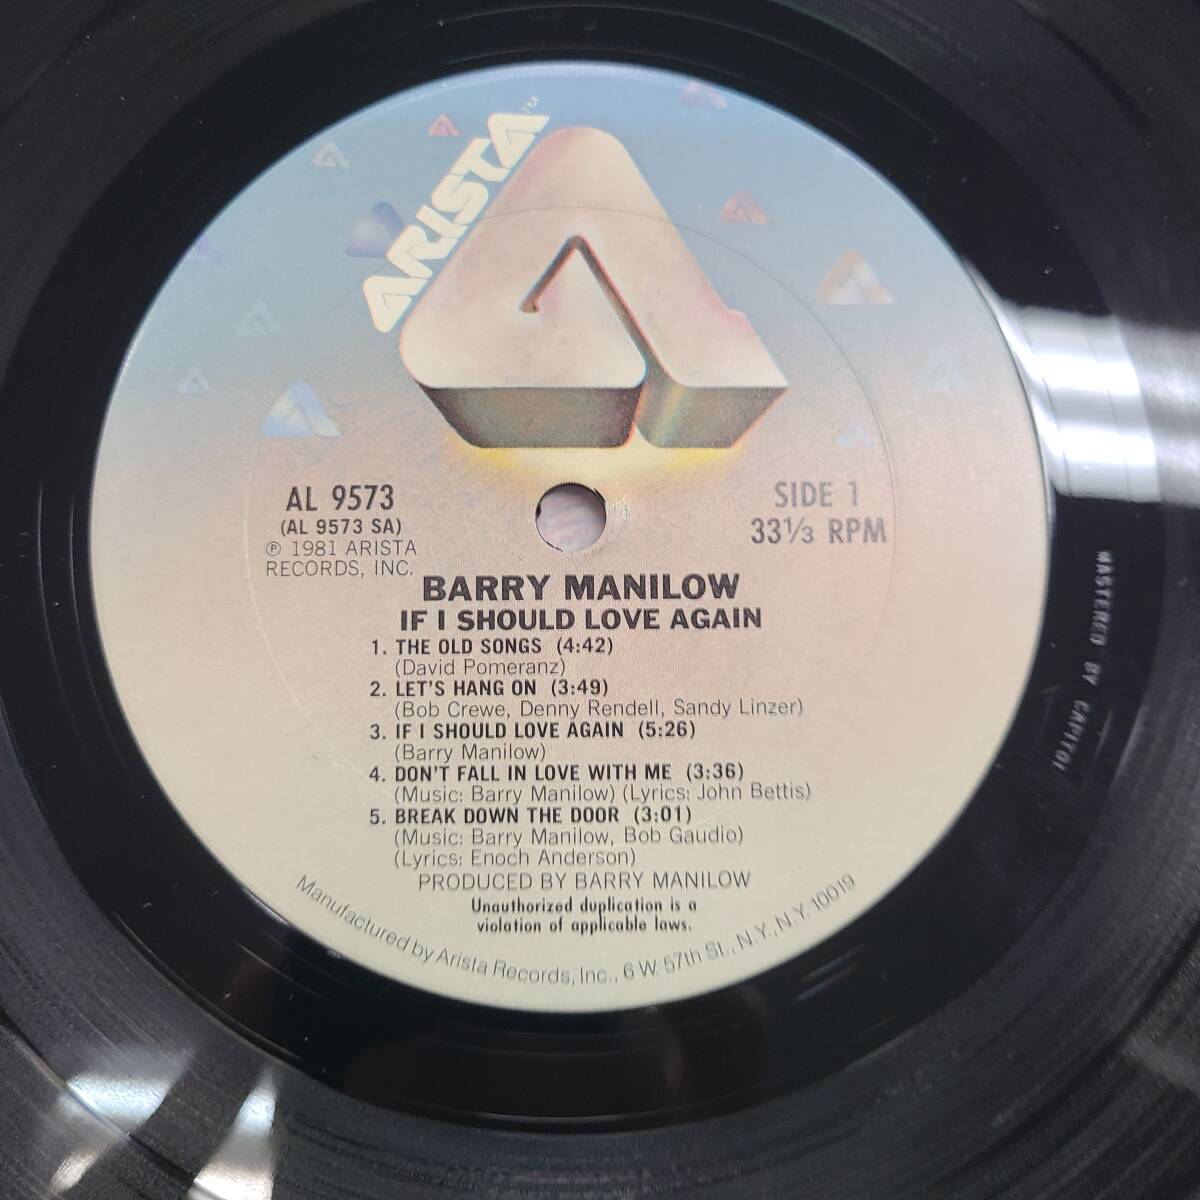 ARISTA™
AL 9573
(AL 9573 SA)
℗ 1981 ARISTA
RECORDS, INC.
SIDE 1
33⅓ RPM
BARRY MANILOW
IF I SHOULD LOVE AGAIN
1. THE OLD SONGS (4:42)
(David Pomeranz)
2. LET'S HANG ON (3:49)
(Bob Crewe, Denny Rendell, Sandy Linzer)
3. IF I SHOULD LOVE AGAIN (5:26)
(Barry Manilow)
4. DON'T FALL IN LOVE WITH ME (3:36)
(Music: Barry Manilow) (Lyrics: John Bettis)
5. BREAK DOWN THE DOOR (3:01)
(Music: Barry Manilow, Bob Gaudio)
(Lyrics: Enoch Anderson)
PRODUCED BY BARRY MANILOW
Unauthorized duplication is a
violation of applicable laws.
Manufactured by Arista Records, Inc., 6 W. 57th St., N.Y., N.Y. 10019
MASTERED BY CAPITOL